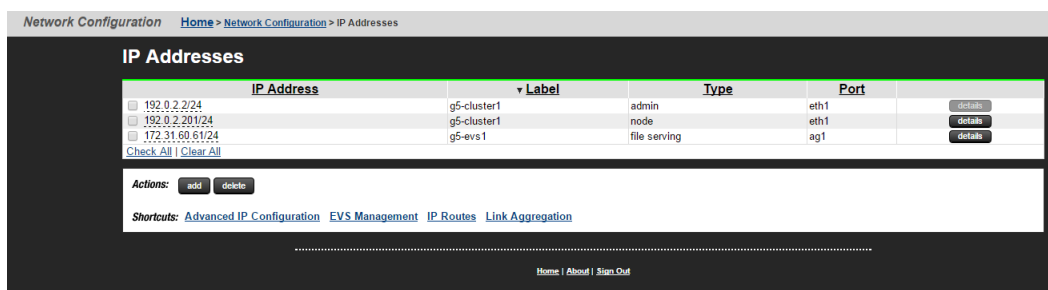 Network Configuration Home > Network Configuration > IP Addresses
IP Addresses
IP Address ▼ Label Type Port
192.0.2.2/24 g5-cluster1 admin eth1 details
192.0.2.201/24 g5-cluster1 node eth1 details
172.31.60.61/24 g5-evs1 file serving ag1 details
Check All | Clear All
Actions: add delete
Shortcuts: Advanced IP Configuration EVS Management IP Routes Link Aggregation
Home | About | Sign Out